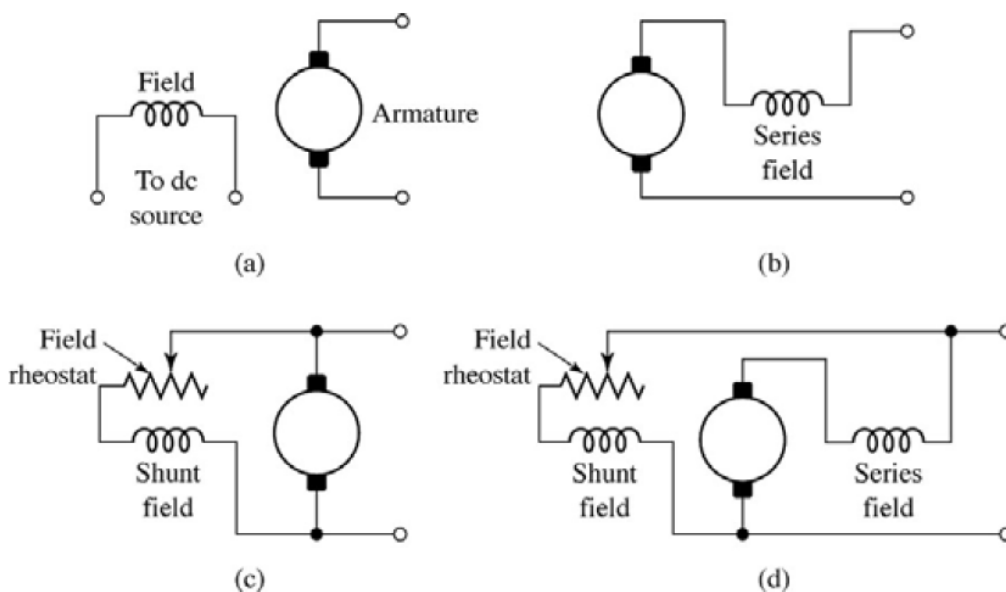 Field
Armature
To dc
source
(a)
Series
field
(b)
Field
rheostat
Shunt
field
(c)
Field
rheostat
Shunt
field
Series
field
(d)